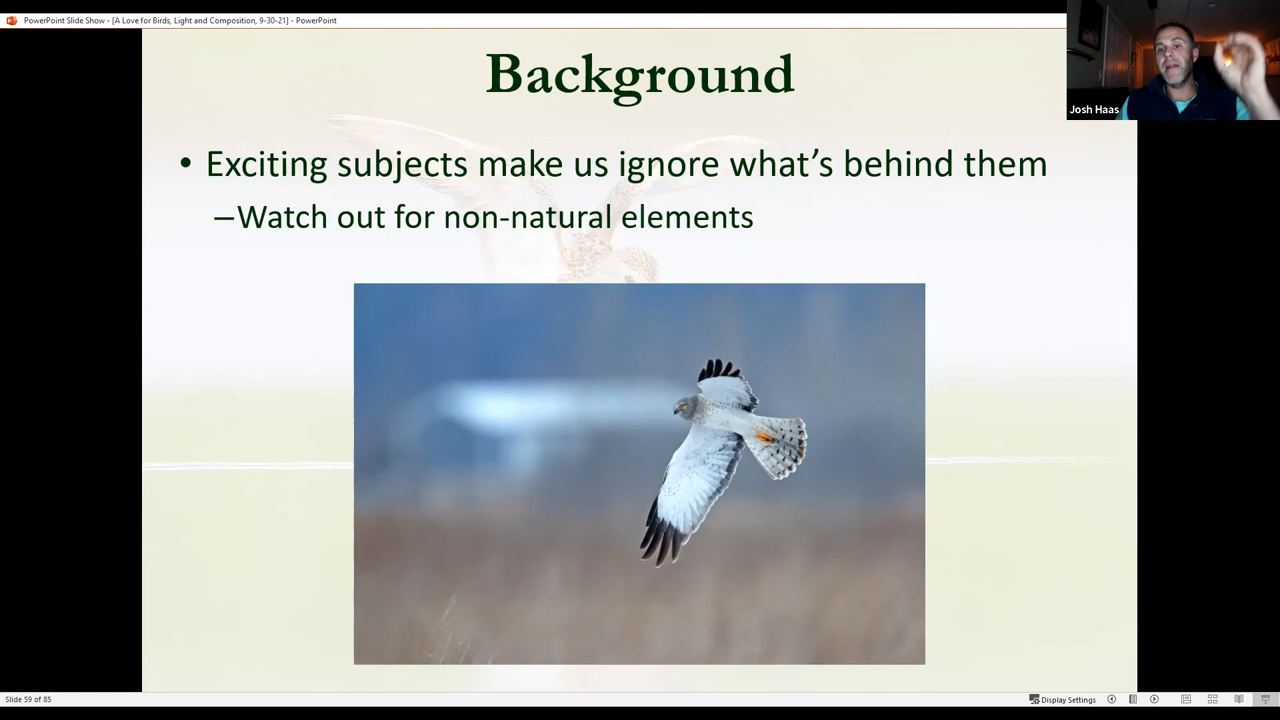 PowerPoint Slide Show - [A Love for Birds, Light and Composition, 9-30-21] - PowerPoint
Background
• Exciting subjects make us ignore what’s behind them
–Watch out for non-natural elements
Josh Haas
Slide 59 of 85
Display Settings